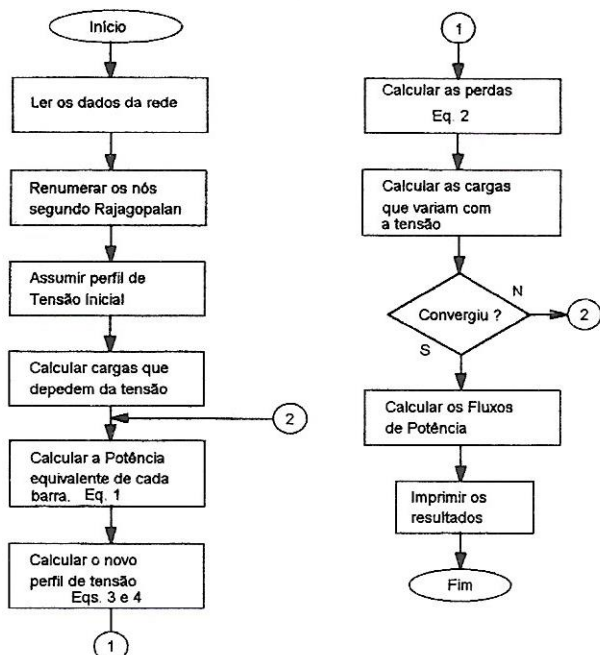 Início
Ler os dados da rede
Renumerar os nós
segundo Rajagopalan
Assumir perfil de
Tensão Inicial
Calcular cargas que
depedem da tensão
2
Calcular a Potência
equivalente de cada
barra. Eq. 1
Calcular o novo
perfil de tensão
Eqs. 3 e 4
1
1
Calcular as perdas
Eq. 2
Calcular as cargas
que variam com
a tensão
Convergiu ?
N
2
S
Calcular os Fluxos
de Potência
Imprimir os
resultados
Fim